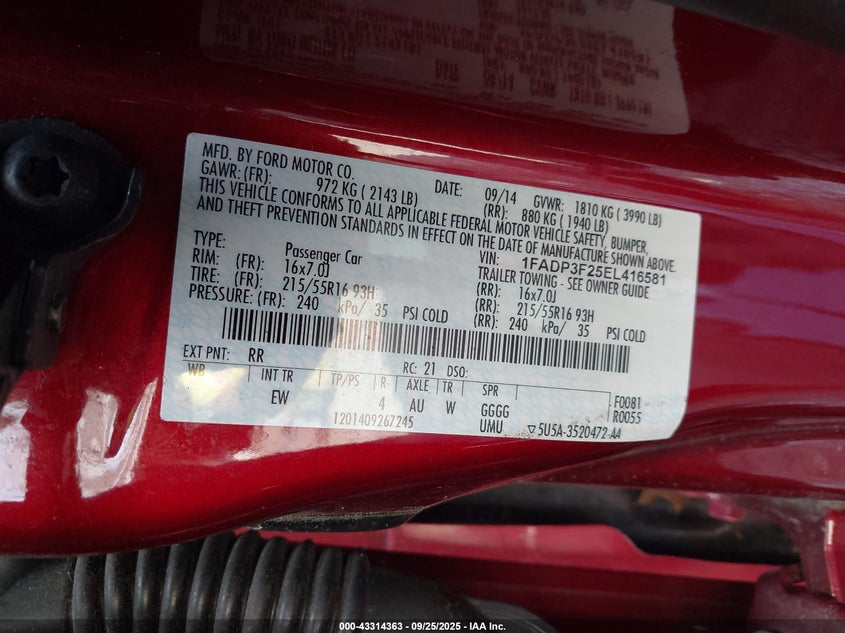 MFD. BY FORD MOTOR CO.
DATE: 09/14 GVWR: 1810 KG ( 3990 LB)
GAWR: (FR): 972 KG ( 2143 LB) (RR): 880 KG ( 1940 LB)
THIS VEHICLE CONFORMS TO ALL APPLICABLE FEDERAL MOTOR VEHICLE SAFETY, BUMPER,
AND THEFT PREVENTION STANDARDS IN EFFECT ON THE DATE OF MANUFACTURE SHOWN ABOVE.
VIN: 1FADP3F25EL416581
TYPE: Passenger Car TRAILER TOWING - SEE OWNER GUIDE
RIM: (FR): 16x7.0J (RR): 16x7.0J
TIRE: (FR): 215/55R16 93H (RR): 215/55R16 93H
PRESSURE: (FR): 240 kPa/ 35 PSI COLD (RR): 240 kPa/ 35 PSI COLD
EXT PNT: RR RC: 21 DSO:
WB INT TR TP/PS R AXLE TR SPR
EW 4 AU W GGGG F0081
1201409267245 UMU ▽5U5A-3520472-AA R0055
000-43314363 - 09/25/2025 - IAA Inc.